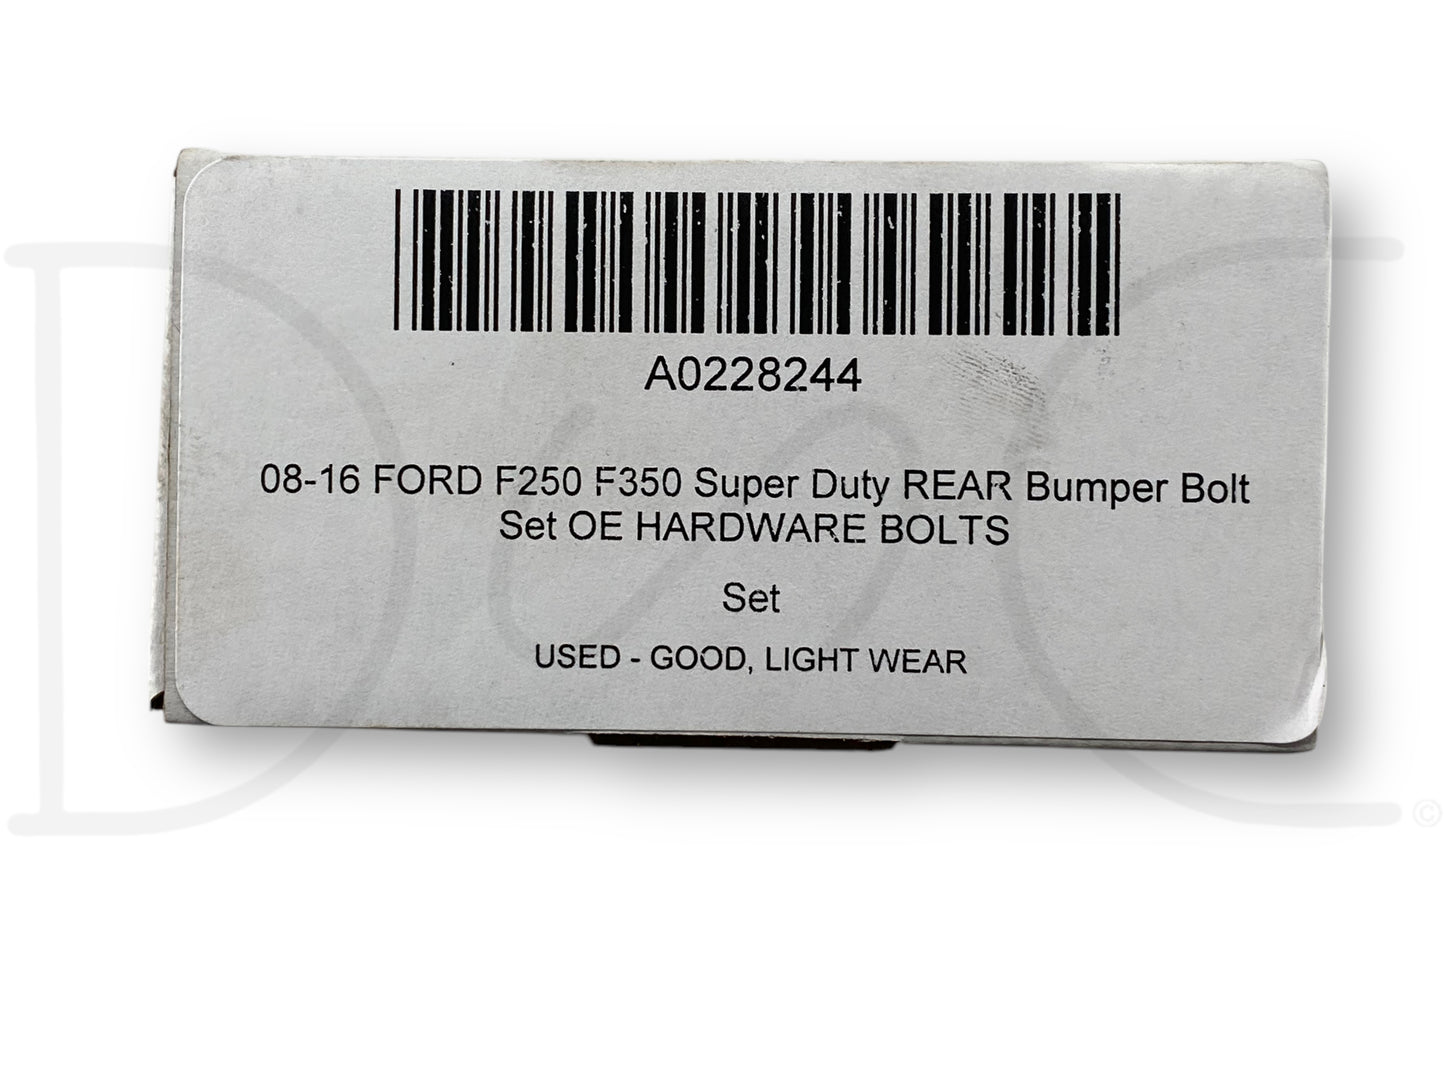 A0228244
08-16 FORD F250 F350 Super Duty REAR Bumper Bolt
Set OE HARDWARE BOLTS
Set
USED - GOOD, LIGHT WEAR
©